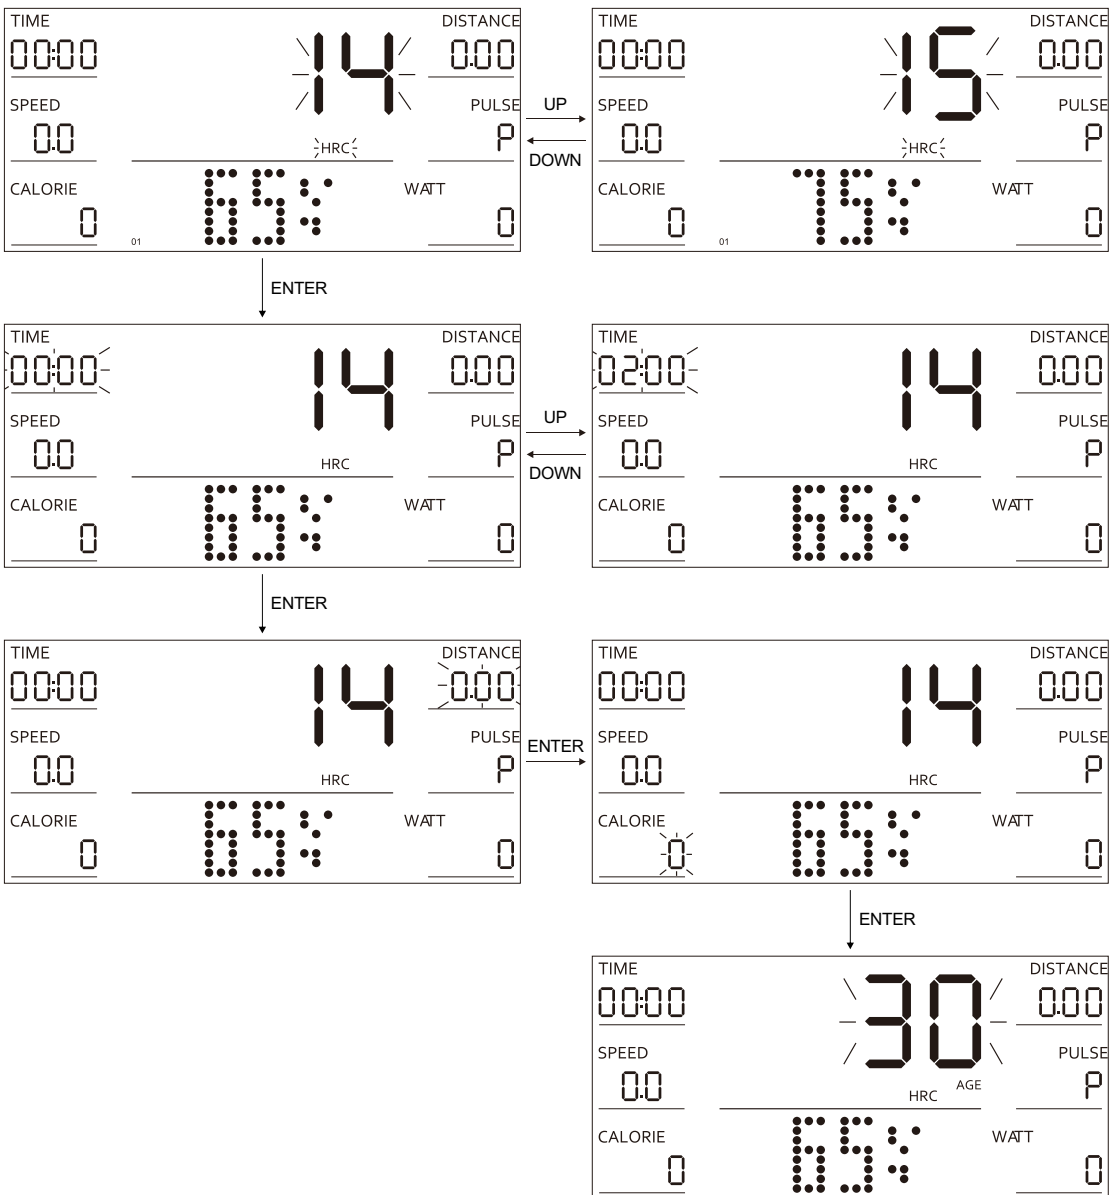 TIME
00:00
14
DISTANCE
0.00
SPEED
0.0
PULSE
P
HRC
CALORIE
0
65%
WATT
0
01
UP
DOWN
TIME
00:00
15
DISTANCE
0.00
SPEED
0.0
PULSE
P
HRC
CALORIE
0
75%
WATT
0
01
ENTER
TIME
00:00
14
DISTANCE
0.00
SPEED
0.0
PULSE
P
HRC
CALORIE
0
65%
WATT
0
UP
DOWN
TIME
02:00
14
DISTANCE
0.00
SPEED
0.0
PULSE
P
HRC
CALORIE
0
65%
WATT
0
ENTER
TIME
00:00
14
DISTANCE
0.00
SPEED
0.0
PULSE
P
HRC
CALORIE
0
65%
WATT
0
ENTER
TIME
00:00
14
DISTANCE
0.00
SPEED
0.0
PULSE
P
HRC
CALORIE
0
65%
WATT
0
ENTER
TIME
00:00
30
DISTANCE
0.00
SPEED
0.0
PULSE
P
HRC AGE
CALORIE
0
65%
WATT
0